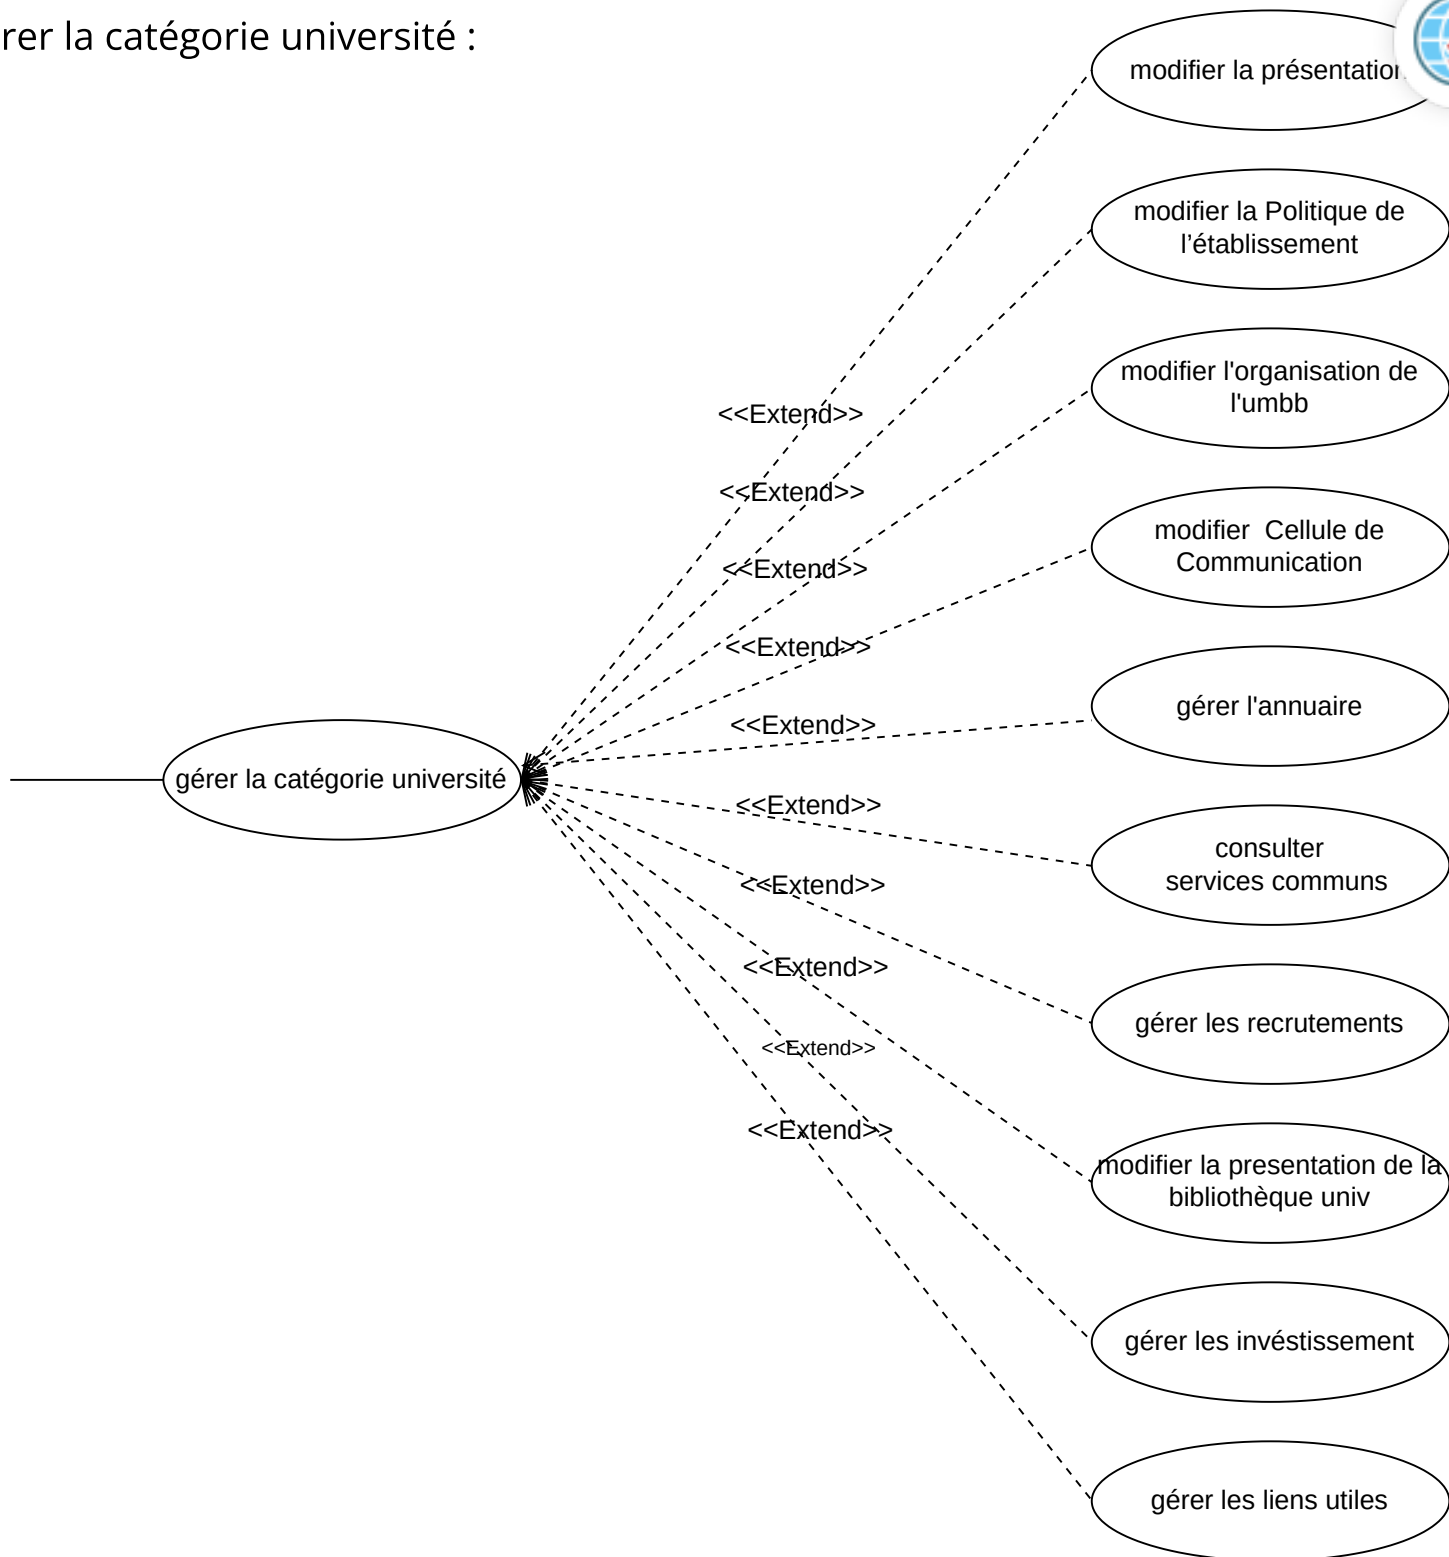 rer la catégorie université :
modifier la présentation
modifier la Politique de
l’établissement
modifier l'organisation de
l'umbb
<<Extend>>
<<Extend>>
modifier  Cellule de
Communication
<<Extend>>
<<Extend>>
gérer l'annuaire
<<Extend>>
gérer la catégorie université
<<Extend>>
consulter
services communs
<<Extend>>
<<Extend>>
gérer les recrutements
<<Extend>>
<<Extend>>
modifier la presentation de la
bibliothèque univ
gérer les invéstissement
gérer les liens utiles